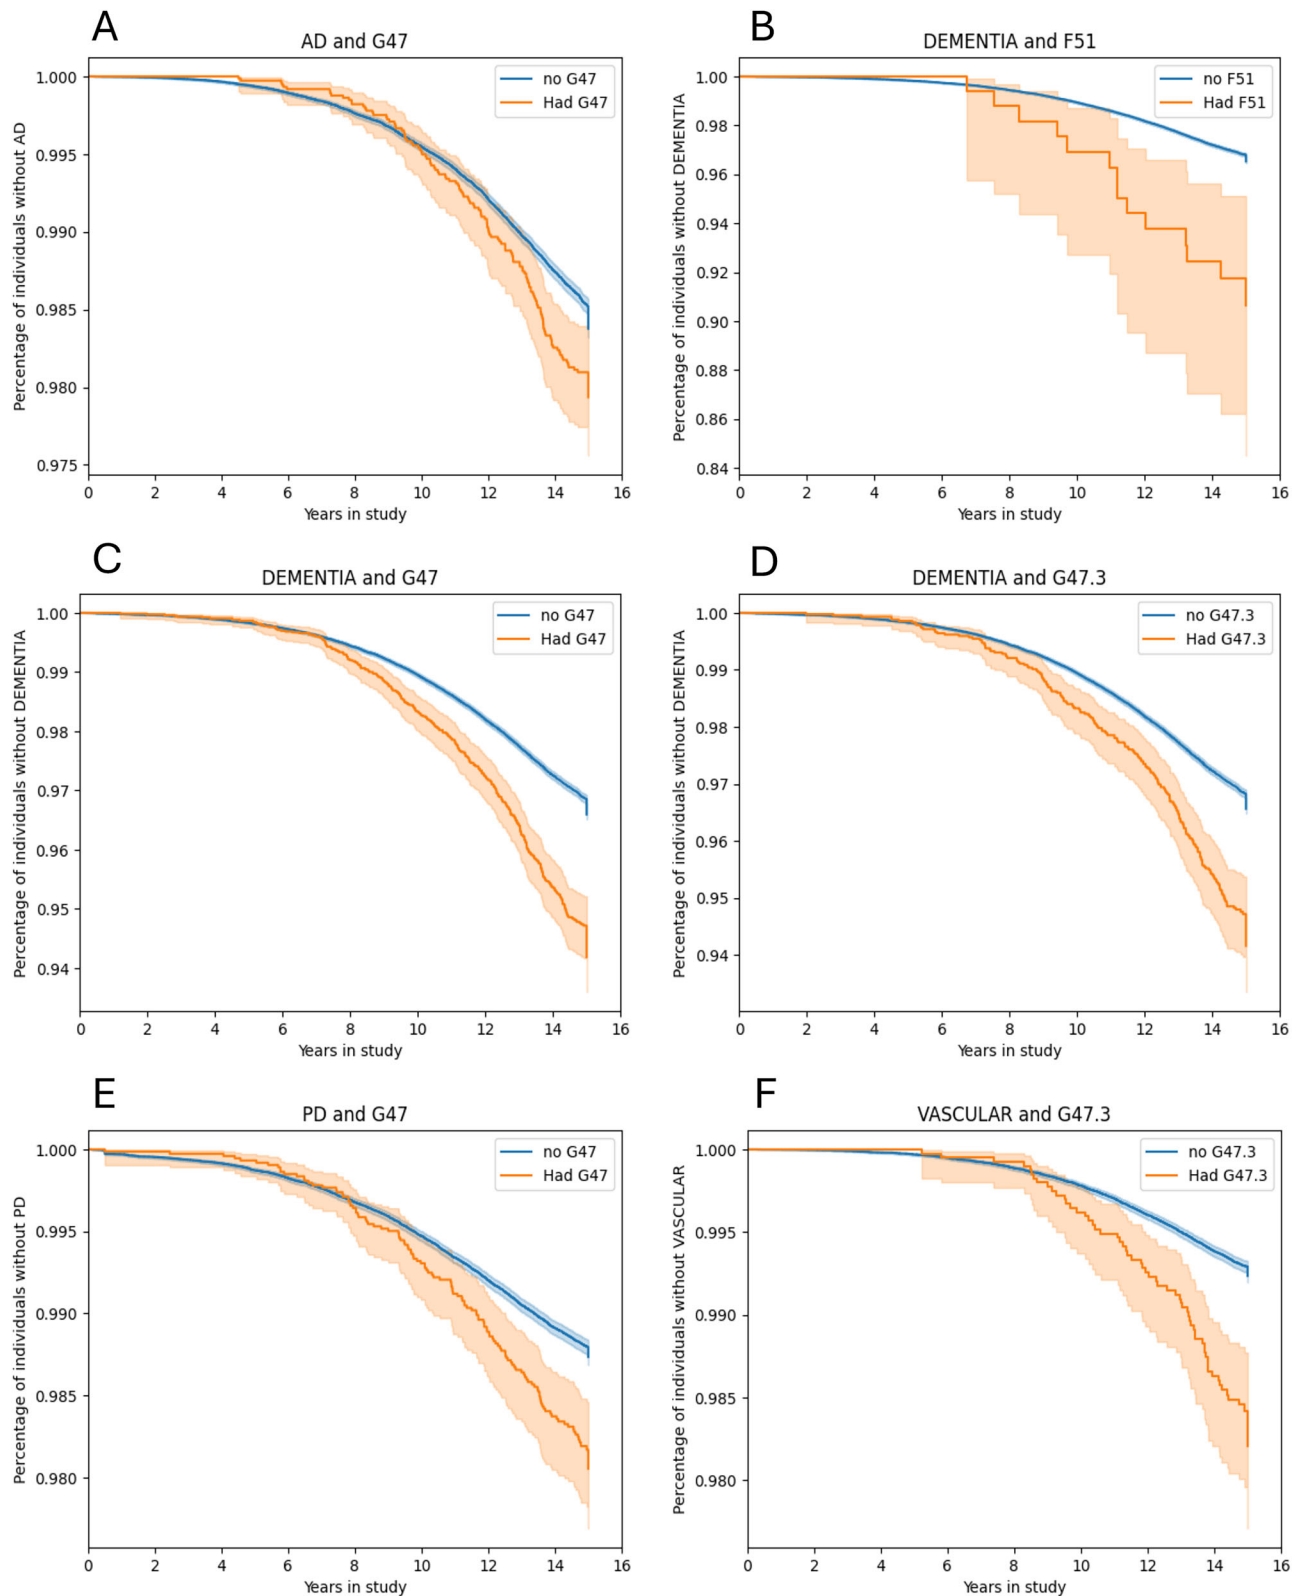 A
AD and G47
Percentage of individuals without AD
1.000
0.995
0.990
0.985
0.980
0.975
no G47
Had G47
0 2 4 6 8 10 12 14 16
Years in study
B
DEMENTIA and F51
Percentage of individuals without DEMENTIA
1.00
0.98
0.96
0.94
0.92
0.90
0.88
0.86
0.84
no F51
Had F51
0 2 4 6 8 10 12 14 16
Years in study
C
DEMENTIA and G47
Percentage of individuals without DEMENTIA
1.00
0.99
0.98
0.97
0.96
0.95
0.94
no G47
Had G47
0 2 4 6 8 10 12 14 16
Years in study
D
DEMENTIA and G47.3
Percentage of individuals without DEMENTIA
1.00
0.99
0.98
0.97
0.96
0.95
0.94
no G47.3
Had G47.3
0 2 4 6 8 10 12 14 16
Years in study
E
PD and G47
Percentage of individuals without PD
1.000
0.995
0.990
0.985
0.980
no G47
Had G47
0 2 4 6 8 10 12 14 16
Years in study
F
VASCULAR and G47.3
Percentage of individuals without VASCULAR
1.000
0.995
0.990
0.985
0.980
no G47.3
Had G47.3
0 2 4 6 8 10 12 14 16
Years in study